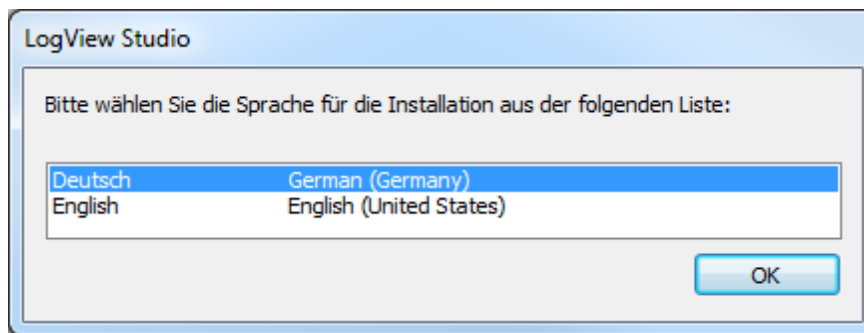 LogView Studio
Bitte wählen Sie die Sprache für die Installation aus der folgenden Liste:
Deutsch German (Germany)
English English (United States)
OK